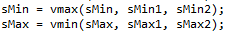 sMin = vmax(sMin, sMin1, sMin2);
sMax = vmin(sMax, sMax1, sMax2);